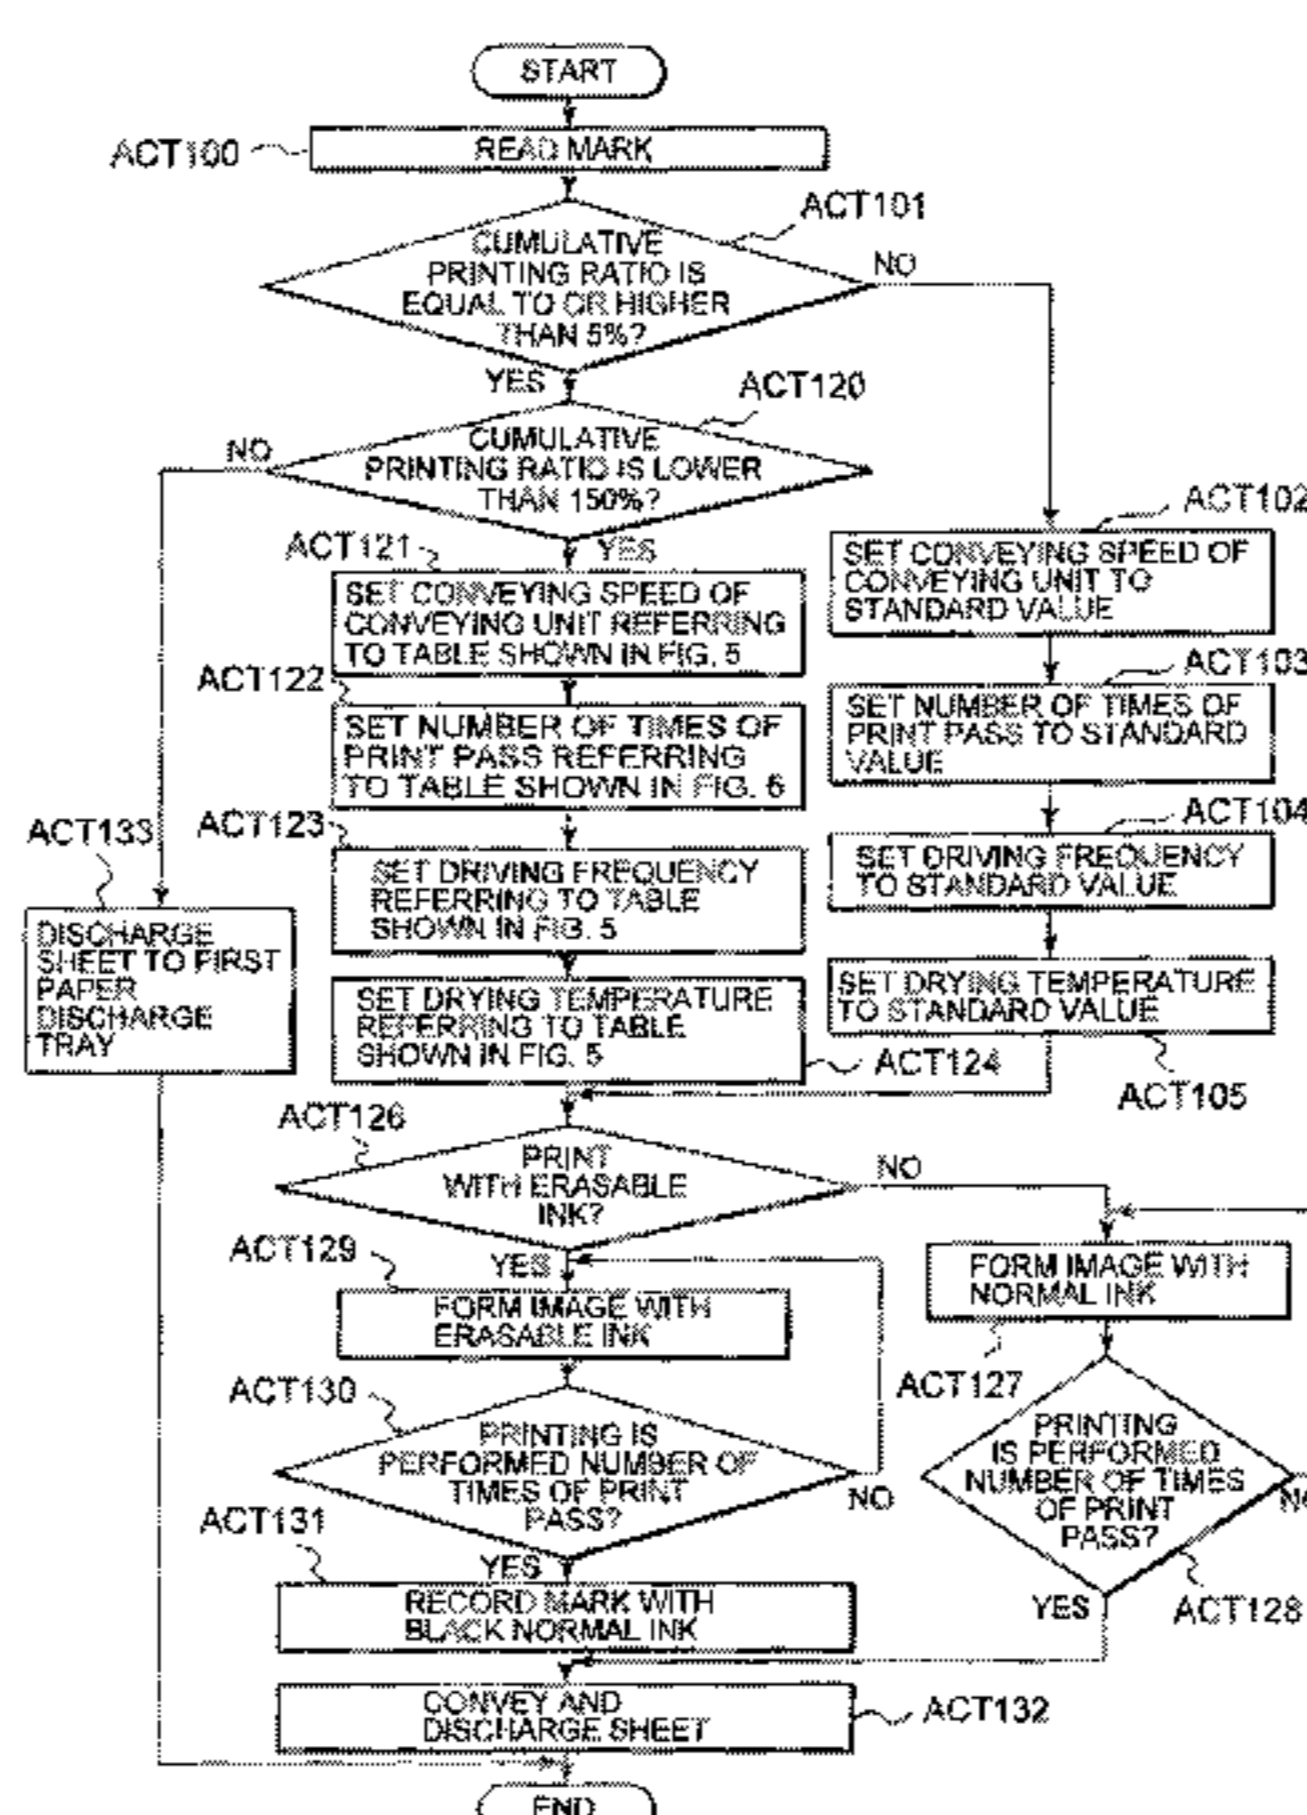 START
ACT100
READ MARK
ACT101
CUMULATIVE
PRINTING RATIO IS
EQUAL TO OR HIGHER
THAN 5%?
NO
YES
ACT120
CUMULATIVE
PRINTING RATIO IS LOWER
THAN 150%?
NO
YES
ACT102
SET CONVEYING SPEED OF
CONVEYING UNIT TO
STANDARD VALUE
ACT121
SET CONVEYING SPEED OF
CONVEYING UNIT REFERRING
TO TABLE SHOWN IN FIG. 5
ACT103
SET NUMBER OF TIMES OF
PRINT PASS TO STANDARD
VALUE
ACT122
SET NUMBER OF TIMES OF
PRINT PASS REFERRING
TO TABLE SHOWN IN FIG. 5
ACT104
SET DRIVING FREQUENCY
TO STANDARD VALUE
ACT123
SET DRIVING FREQUENCY
REFERRING TO TABLE
SHOWN IN FIG. 5
ACT133
DISCHARGE
SHEET TO FIRST
PAPER
DISCHARGE
TRAY
SET DRYING TEMPERATURE
TO STANDARD VALUE
ACT105
SET DRYING TEMPERATURE
REFERRING TO TABLE
SHOWN IN FIG. 5
ACT124
ACT126
PRINT
WITH ERASABLE
INK?
NO
YES
ACT129
FORM IMAGE WITH
ERASABLE INK
FORM IMAGE WITH
NORMAL INK
ACT127
ACT130
PRINTING IS
PERFORMED NUMBER OF
TIMES OF PRINT
PASS?
NO
YES
PRINTING
IS PERFORMED
NUMBER OF TIMES
OF PRINT
PASS?
NO
YES
ACT128
ACT131
RECORD MARK WITH
BLACK NORMAL INK
CONVEY AND
DISCHARGE SHEET
ACT132
END